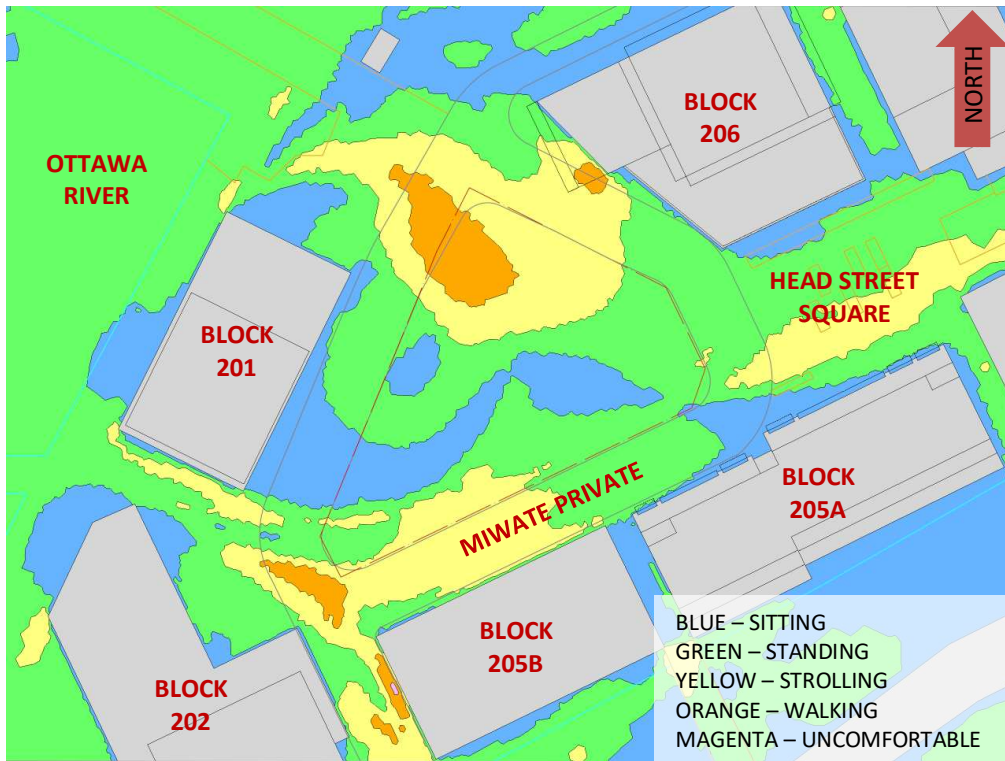 NORTH
BLOCK
206
OTTAWA
RIVER
HEAD STREET
SQUARE
BLOCK
201
BLOCK
205A
MIWATE PRIVATE
BLOCK
205B
BLOCK
202
BLUE – SITTING
GREEN – STANDING
YELLOW – STROLLING
ORANGE – WALKING
MAGENTA – UNCOMFORTABLE